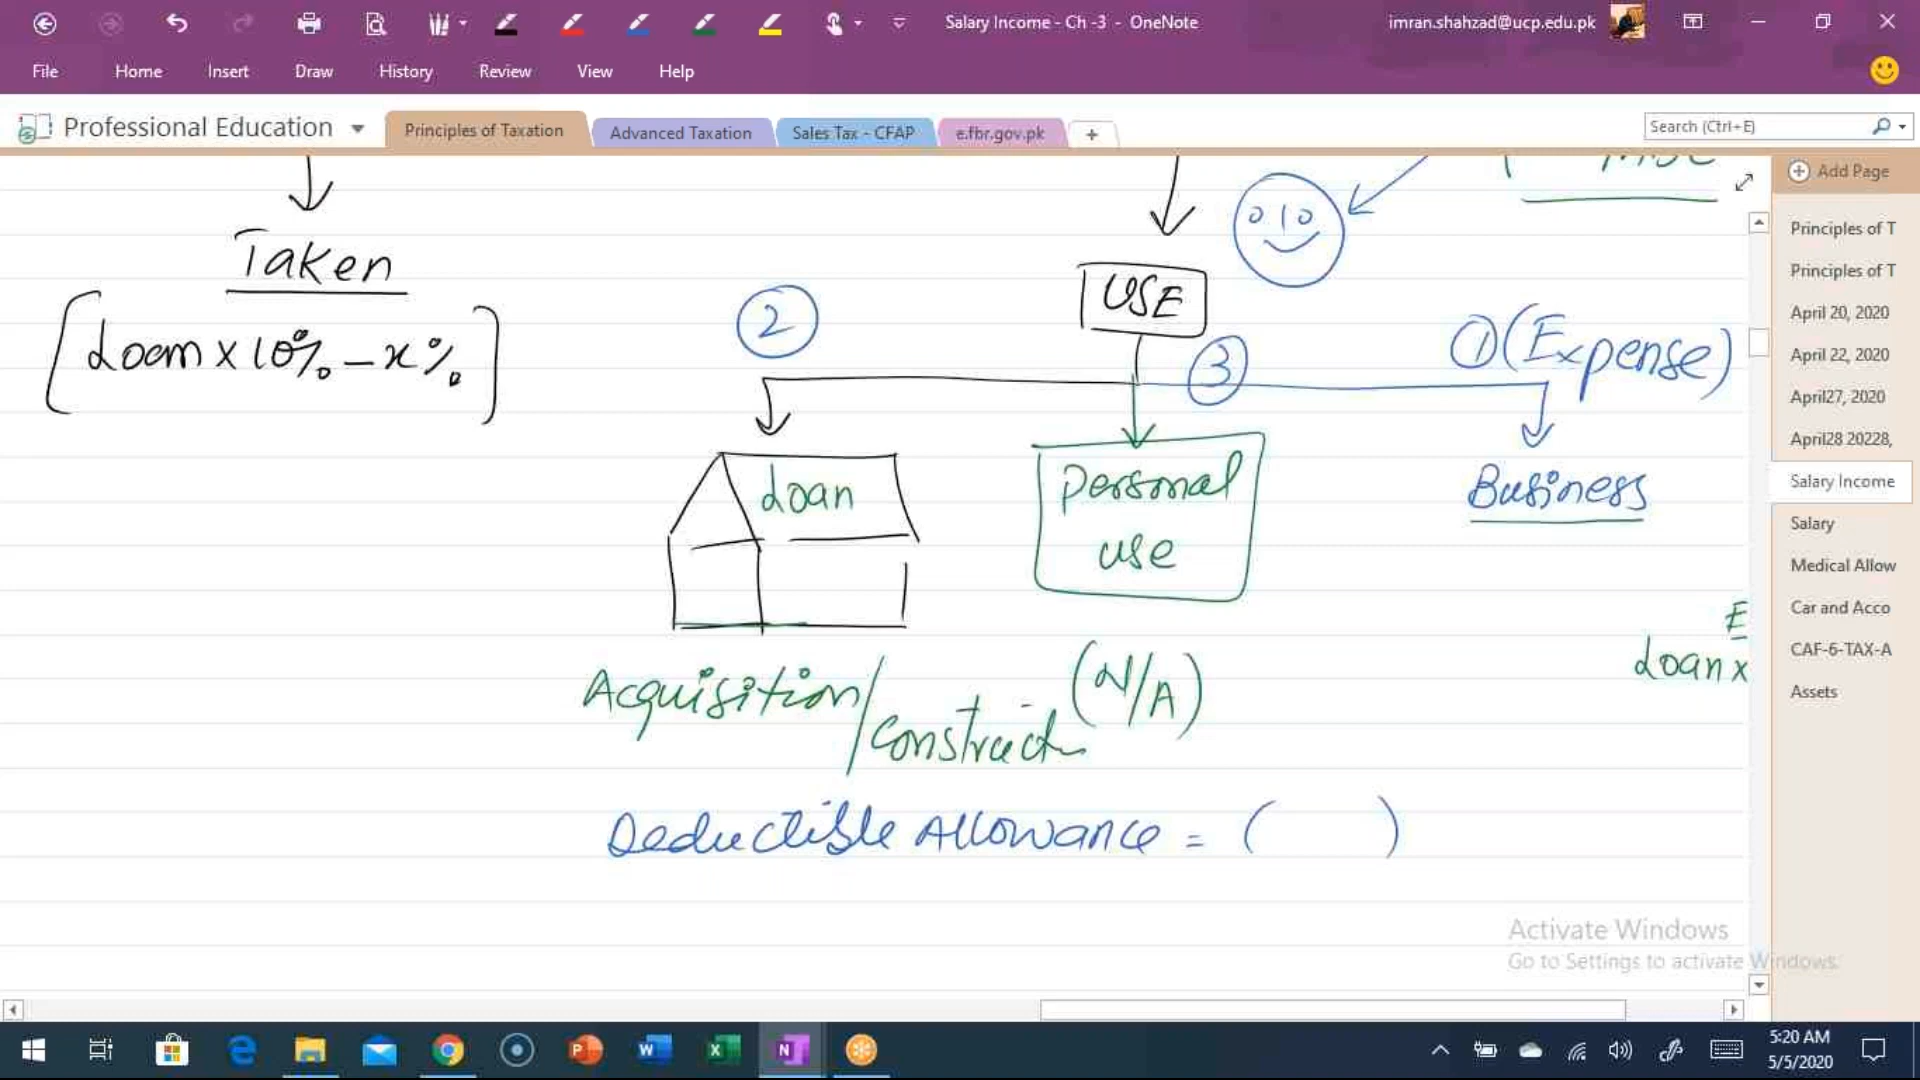 Salary Income - Ch -3 - OneNote
imran.shahzad@ucp.edu.pk
File Home Insert Draw History Review View Help
Professional Education
Principles of Taxation
Advanced Taxation
Sales Tax - CFAP
e.fbr.gov.pk
Search (Ctrl+E)
Add Page
Principles of T
Principles of T
April 20, 2020
April 22, 2020
April27, 2020
April28 20228,
Salary Income
Salary
Medical Allow
Car and Acco
CAF-6-TAX-A
Assets
Taken
[Loan x 10% - x%]
USE
2
3
1 (Expense)
Loan
Personal
use
Business
Acquisition/
Construct
(N/A)
E
Loan x
Deductible Allowance = ( )
Activate Windows
Go to Settings to activate Windows.
5:20 AM
5/5/2020